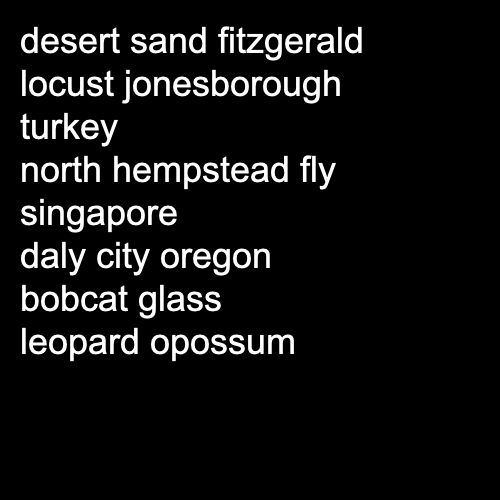 desert sand fitzgerald
locust jonesborough
turkey
north hempstead fly
singapore
daly city oregon
bobcat glass
leopard opossum